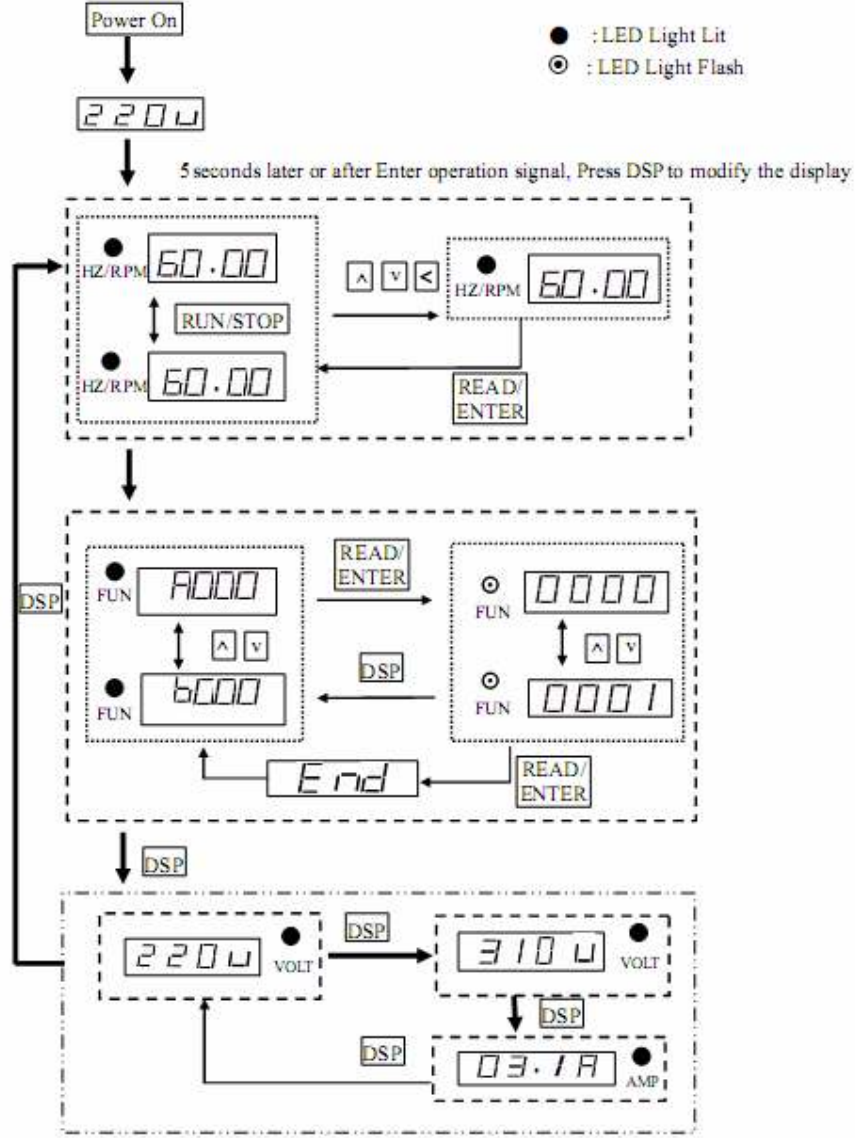 Power On
● : LED Light Lit
⊙ : LED Light Flash
220u
5 seconds later or after Enter operation signal, Press DSP to modify the display
HZ/RPM 60.00
RUN/STOP
HZ/RPM 60.00
∧ v <
HZ/RPM 60.00
READ/
ENTER
DSP
FUN A000
∧ v
FUN b000
READ/
ENTER
DSP
FUN 0000
∧ v
FUN 0001
READ/
ENTER
End
DSP
220u VOLT
DSP
310u VOLT
DSP
03.1A AMP
DSP